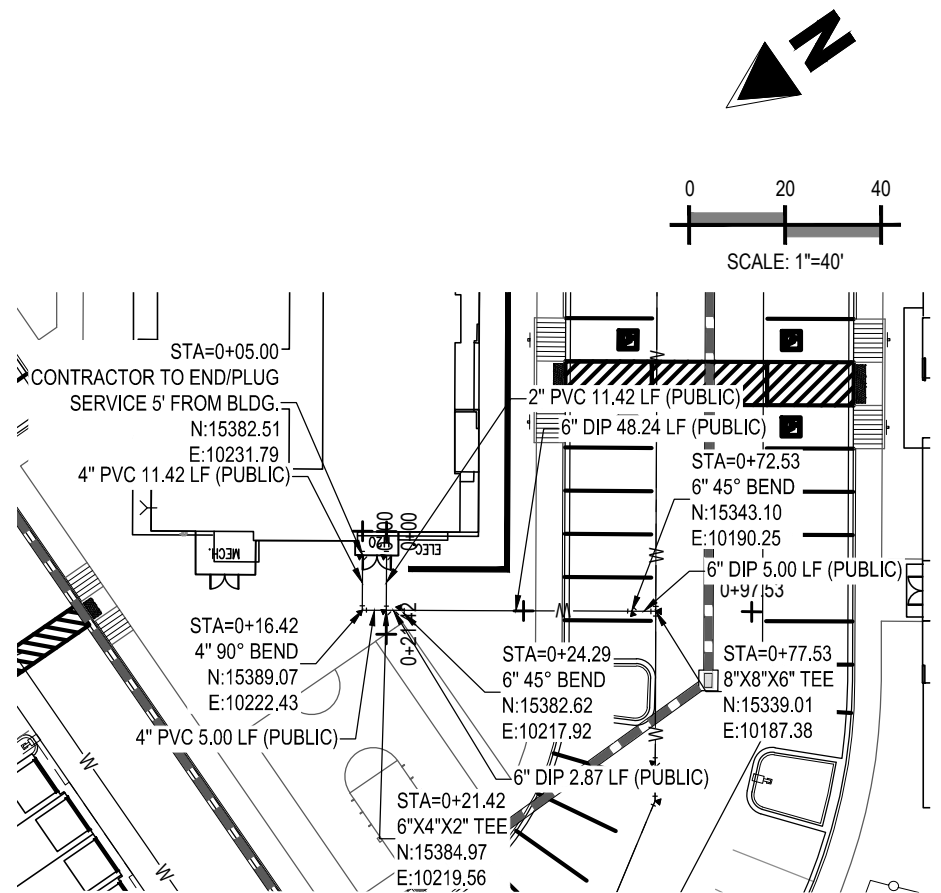 N
0 20 40
SCALE: 1"=40'
STA=0+05.00
CONTRACTOR TO END/PLUG
SERVICE 5' FROM BLDG.
N:15382.51
E:10231.79
4" PVC 11.42 LF (PUBLIC)
2" PVC 11.42 LF (PUBLIC)
6" DIP 48.24 LF (PUBLIC)
STA=0+72.53
6" 45° BEND
N:15343.10
E:10190.25
6" DIP 5.00 LF (PUBLIC)
0+97.53
MECH.
ELEC.
W
W
W
STA=0+16.42
4" 90° BEND
N:15389.07
E:10222.43
4" PVC 5.00 LF (PUBLIC)
STA=0+24.29
6" 45° BEND
N:15382.62
E:10217.92
STA=0+77.53
8"X8"X6" TEE
N:15339.01
E:10187.38
6" DIP 2.87 LF (PUBLIC)
STA=0+21.42
6"X4"X2" TEE
N:15384.97
E:10219.56
W
W
W